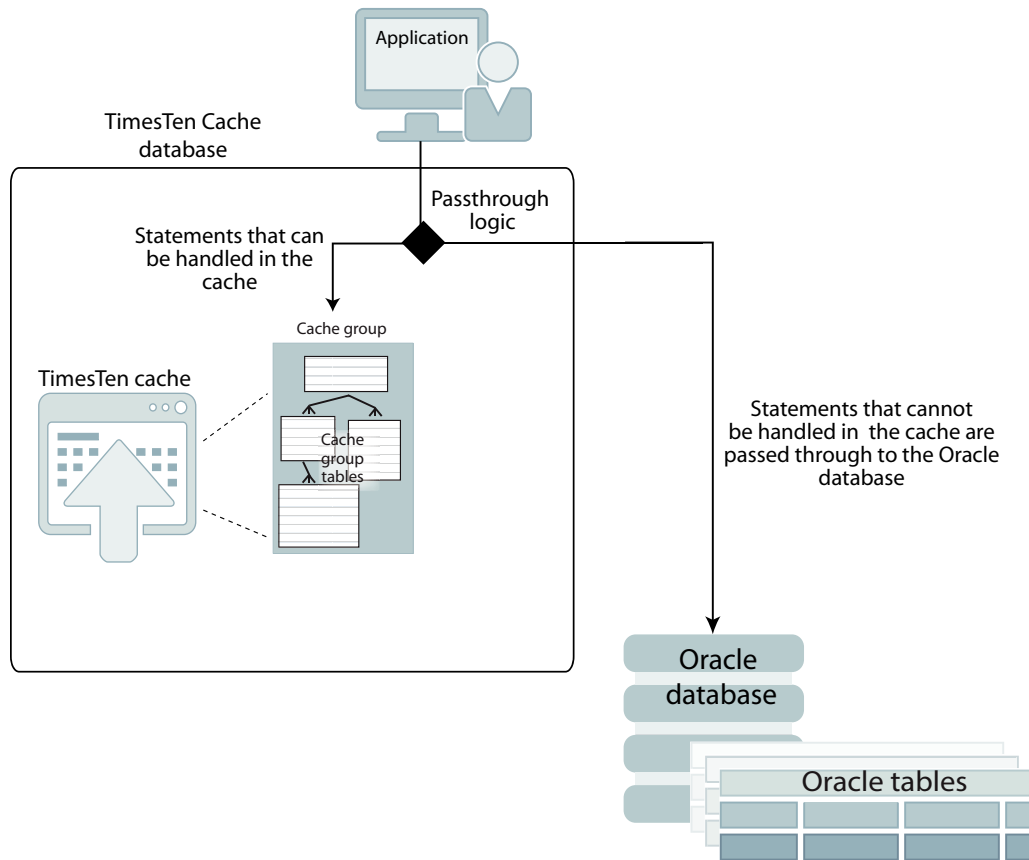 Application
TimesTen Cache
database
Passthrough
logic
Statements that can
be handled in the
cache
Cache group
TimesTen cache
Cache
group
tables
Statements that cannot
be handled in the cache are
passed through to the Oracle
database
Oracle
database
Oracle tables